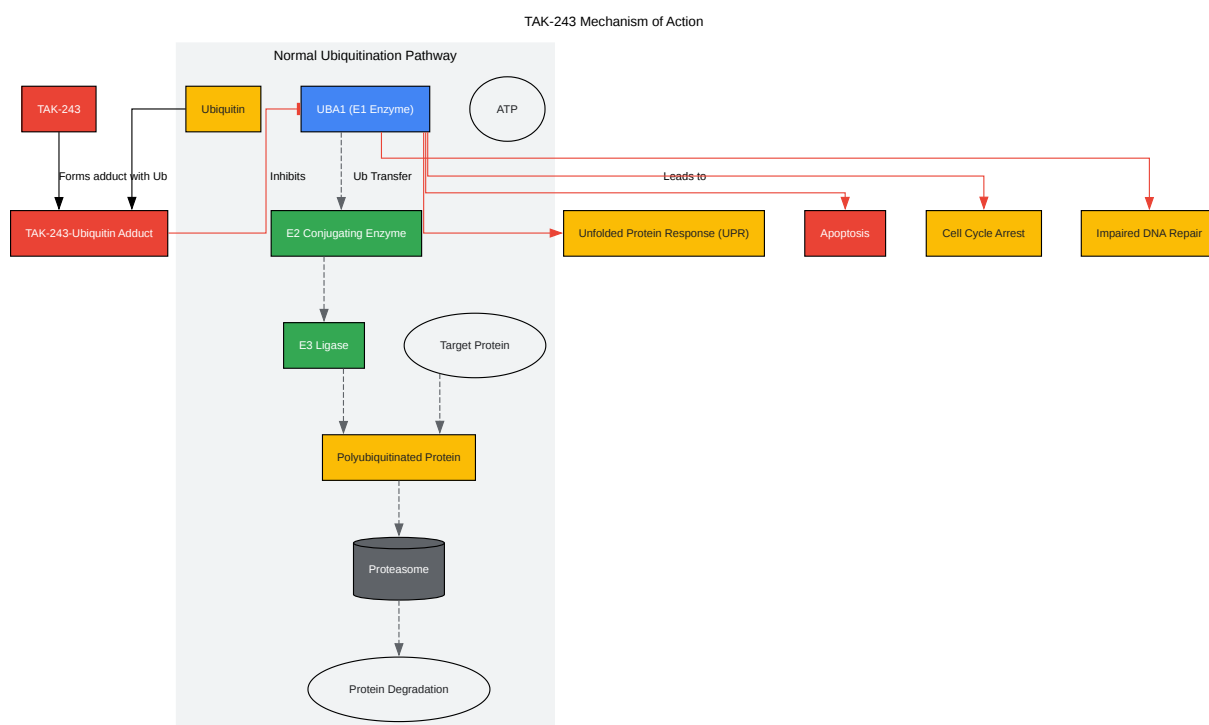 TAK-243 Mechanism of Action
Normal Ubiquitination Pathway
TAK-243
Ubiquitin
UBA1 (E1 Enzyme)
ATP
Forms adduct with Ub
Inhibits
Ub Transfer
Leads to
TAK-243-Ubiquitin Adduct
E2 Conjugating Enzyme
Unfolded Protein Response (UPR)
Apoptosis
Cell Cycle Arrest
Impaired DNA Repair
E3 Ligase
Target Protein
Polyubiquitinated Protein
Proteasome
Protein Degradation